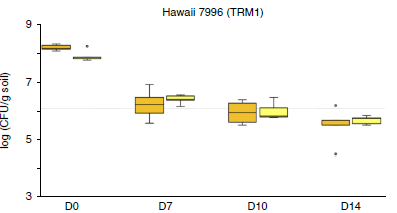 Hawaii 7996 (TRM1)
log (CFU/g soil)
9
7
5
3
D0 D7 D10 D14